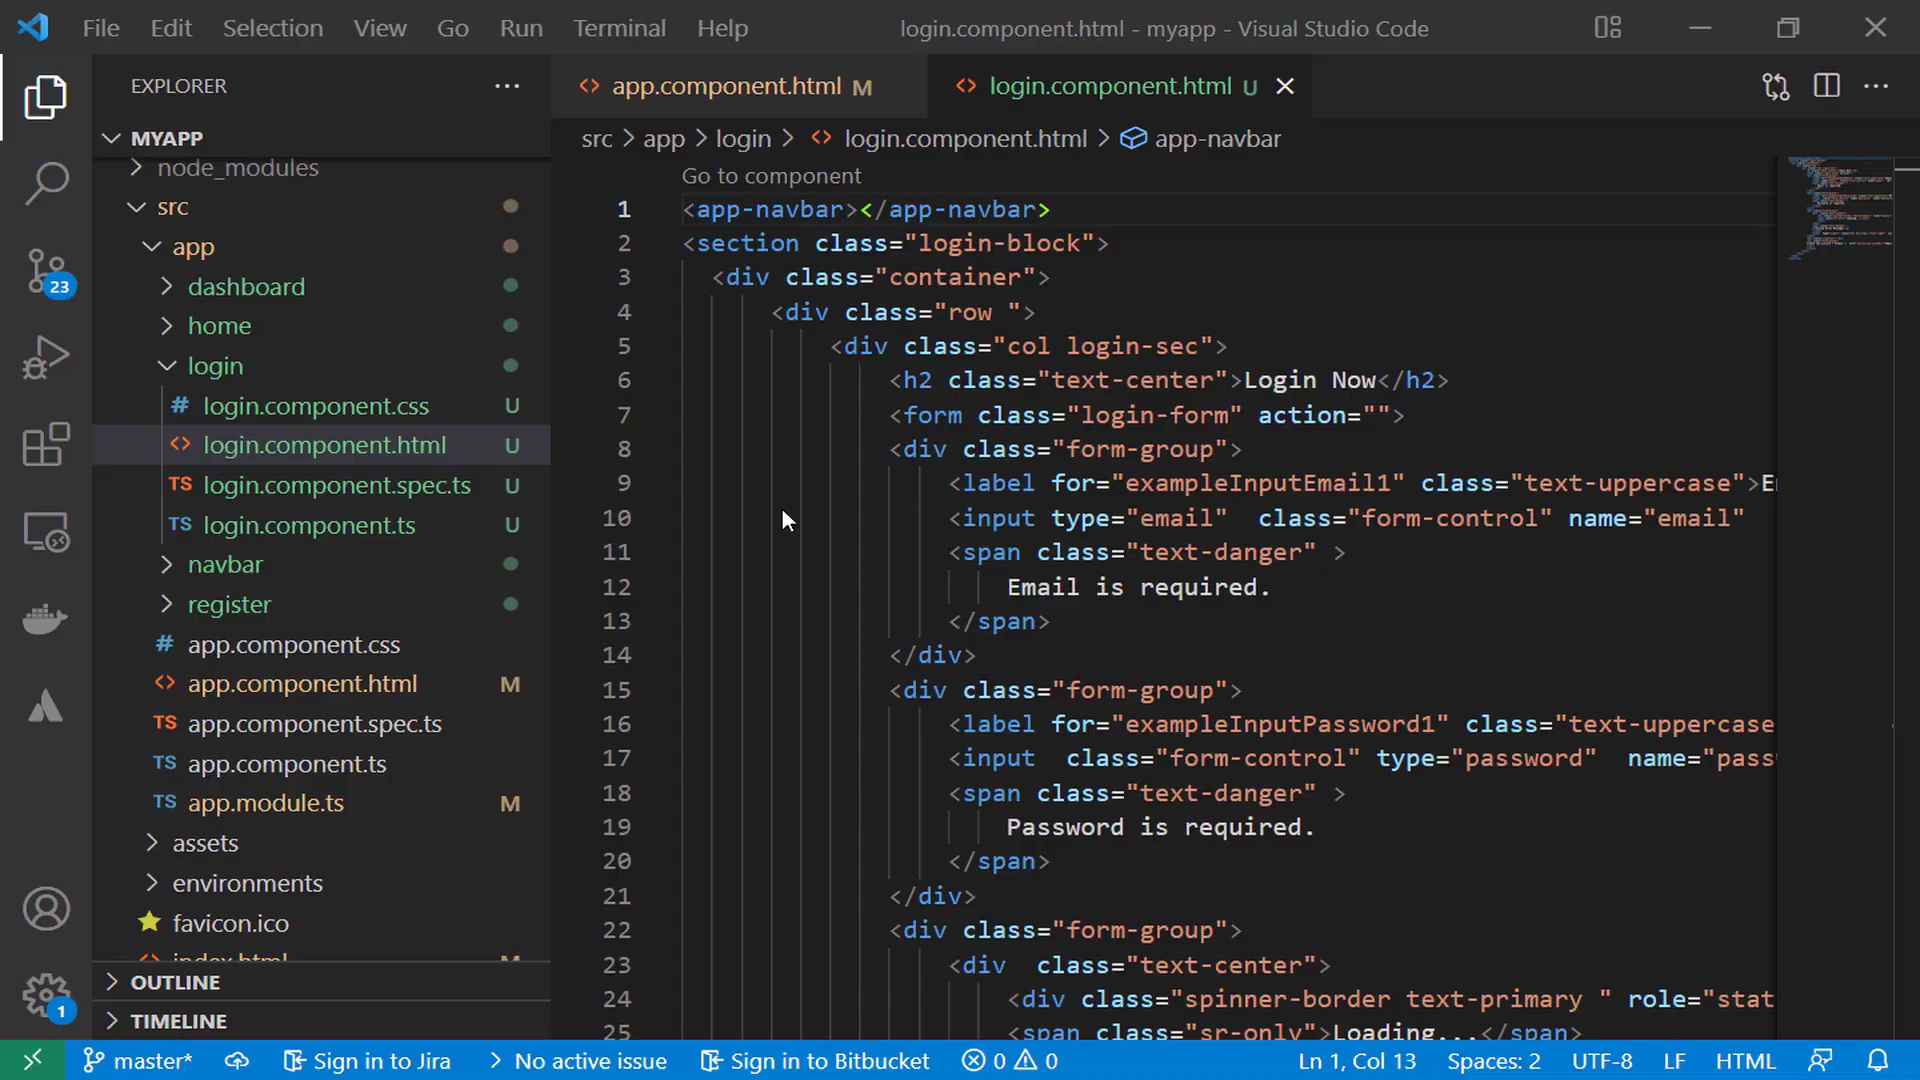 File Edit Selection View Go Run Terminal Help login.component.html - myapp - Visual Studio Code
EXPLORER
MYAPP
node_modules
src
app
dashboard
home
login
# login.component.css U
<> login.component.html U
TS login.component.spec.ts U
TS login.component.ts U
navbar
register
# app.component.css
<> app.component.html M
TS app.component.spec.ts
TS app.component.ts
TS app.module.ts M
assets
environments
favicon.ico
index.html M
OUTLINE
TIMELINE
23
1
<> app.component.html M <> login.component.html U
src > app > login > <> login.component.html > app-navbar
Go to component
1 <app-navbar></app-navbar>
2 <section class="login-block">
3 <div class="container">
4 <div class="row ">
5 <div class="col login-sec">
6 <h2 class="text-center">Login Now</h2>
7 <form class="login-form" action="">
8 <div class="form-group">
9 <label for="exampleInputEmail1" class="text-uppercase">E
10 <input type="email"  class="form-control" name="email"
11 <span class="text-danger" >
12 Email is required.
13 </span>
14 </div>
15 <div class="form-group">
16 <label for="exampleInputPassword1" class="text-uppercase
17 <input  class="form-control" type="password"  name="pass
18 <span class="text-danger" >
19 Password is required.
20 </span>
21 </div>
22 <div class="form-group">
23 <div  class="text-center">
24 <div class="spinner-border text-primary " role="stat
25 <span class="sr-only">Loading...</span>
master* Sign in to Jira No active issue Sign in to Bitbucket 0 0 Ln 1, Col 13 Spaces: 2 UTF-8 LF HTML